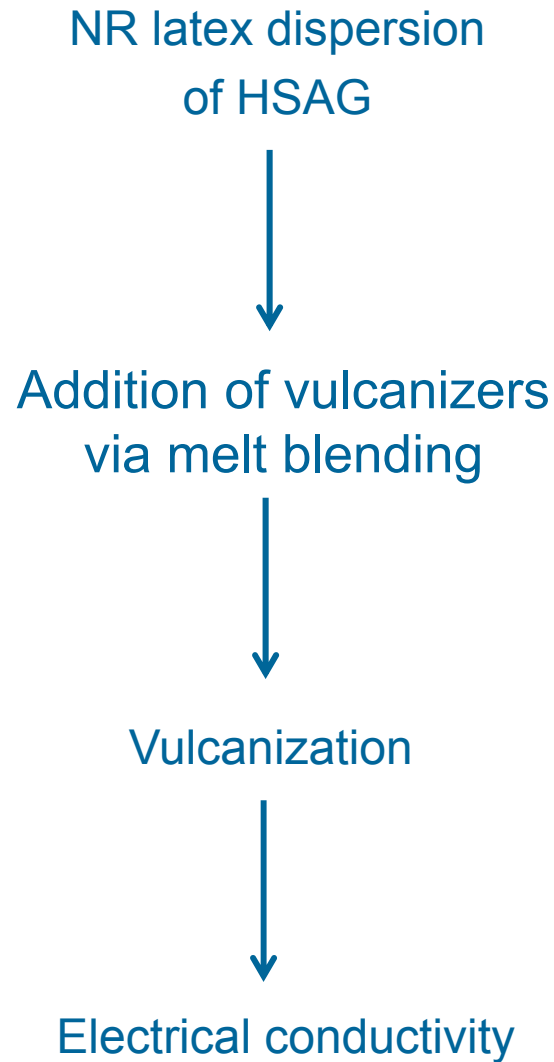 NR latex dispersion
of HSAG
Addition of vulcanizers
via melt blending
Vulcanization
Electrical conductivity